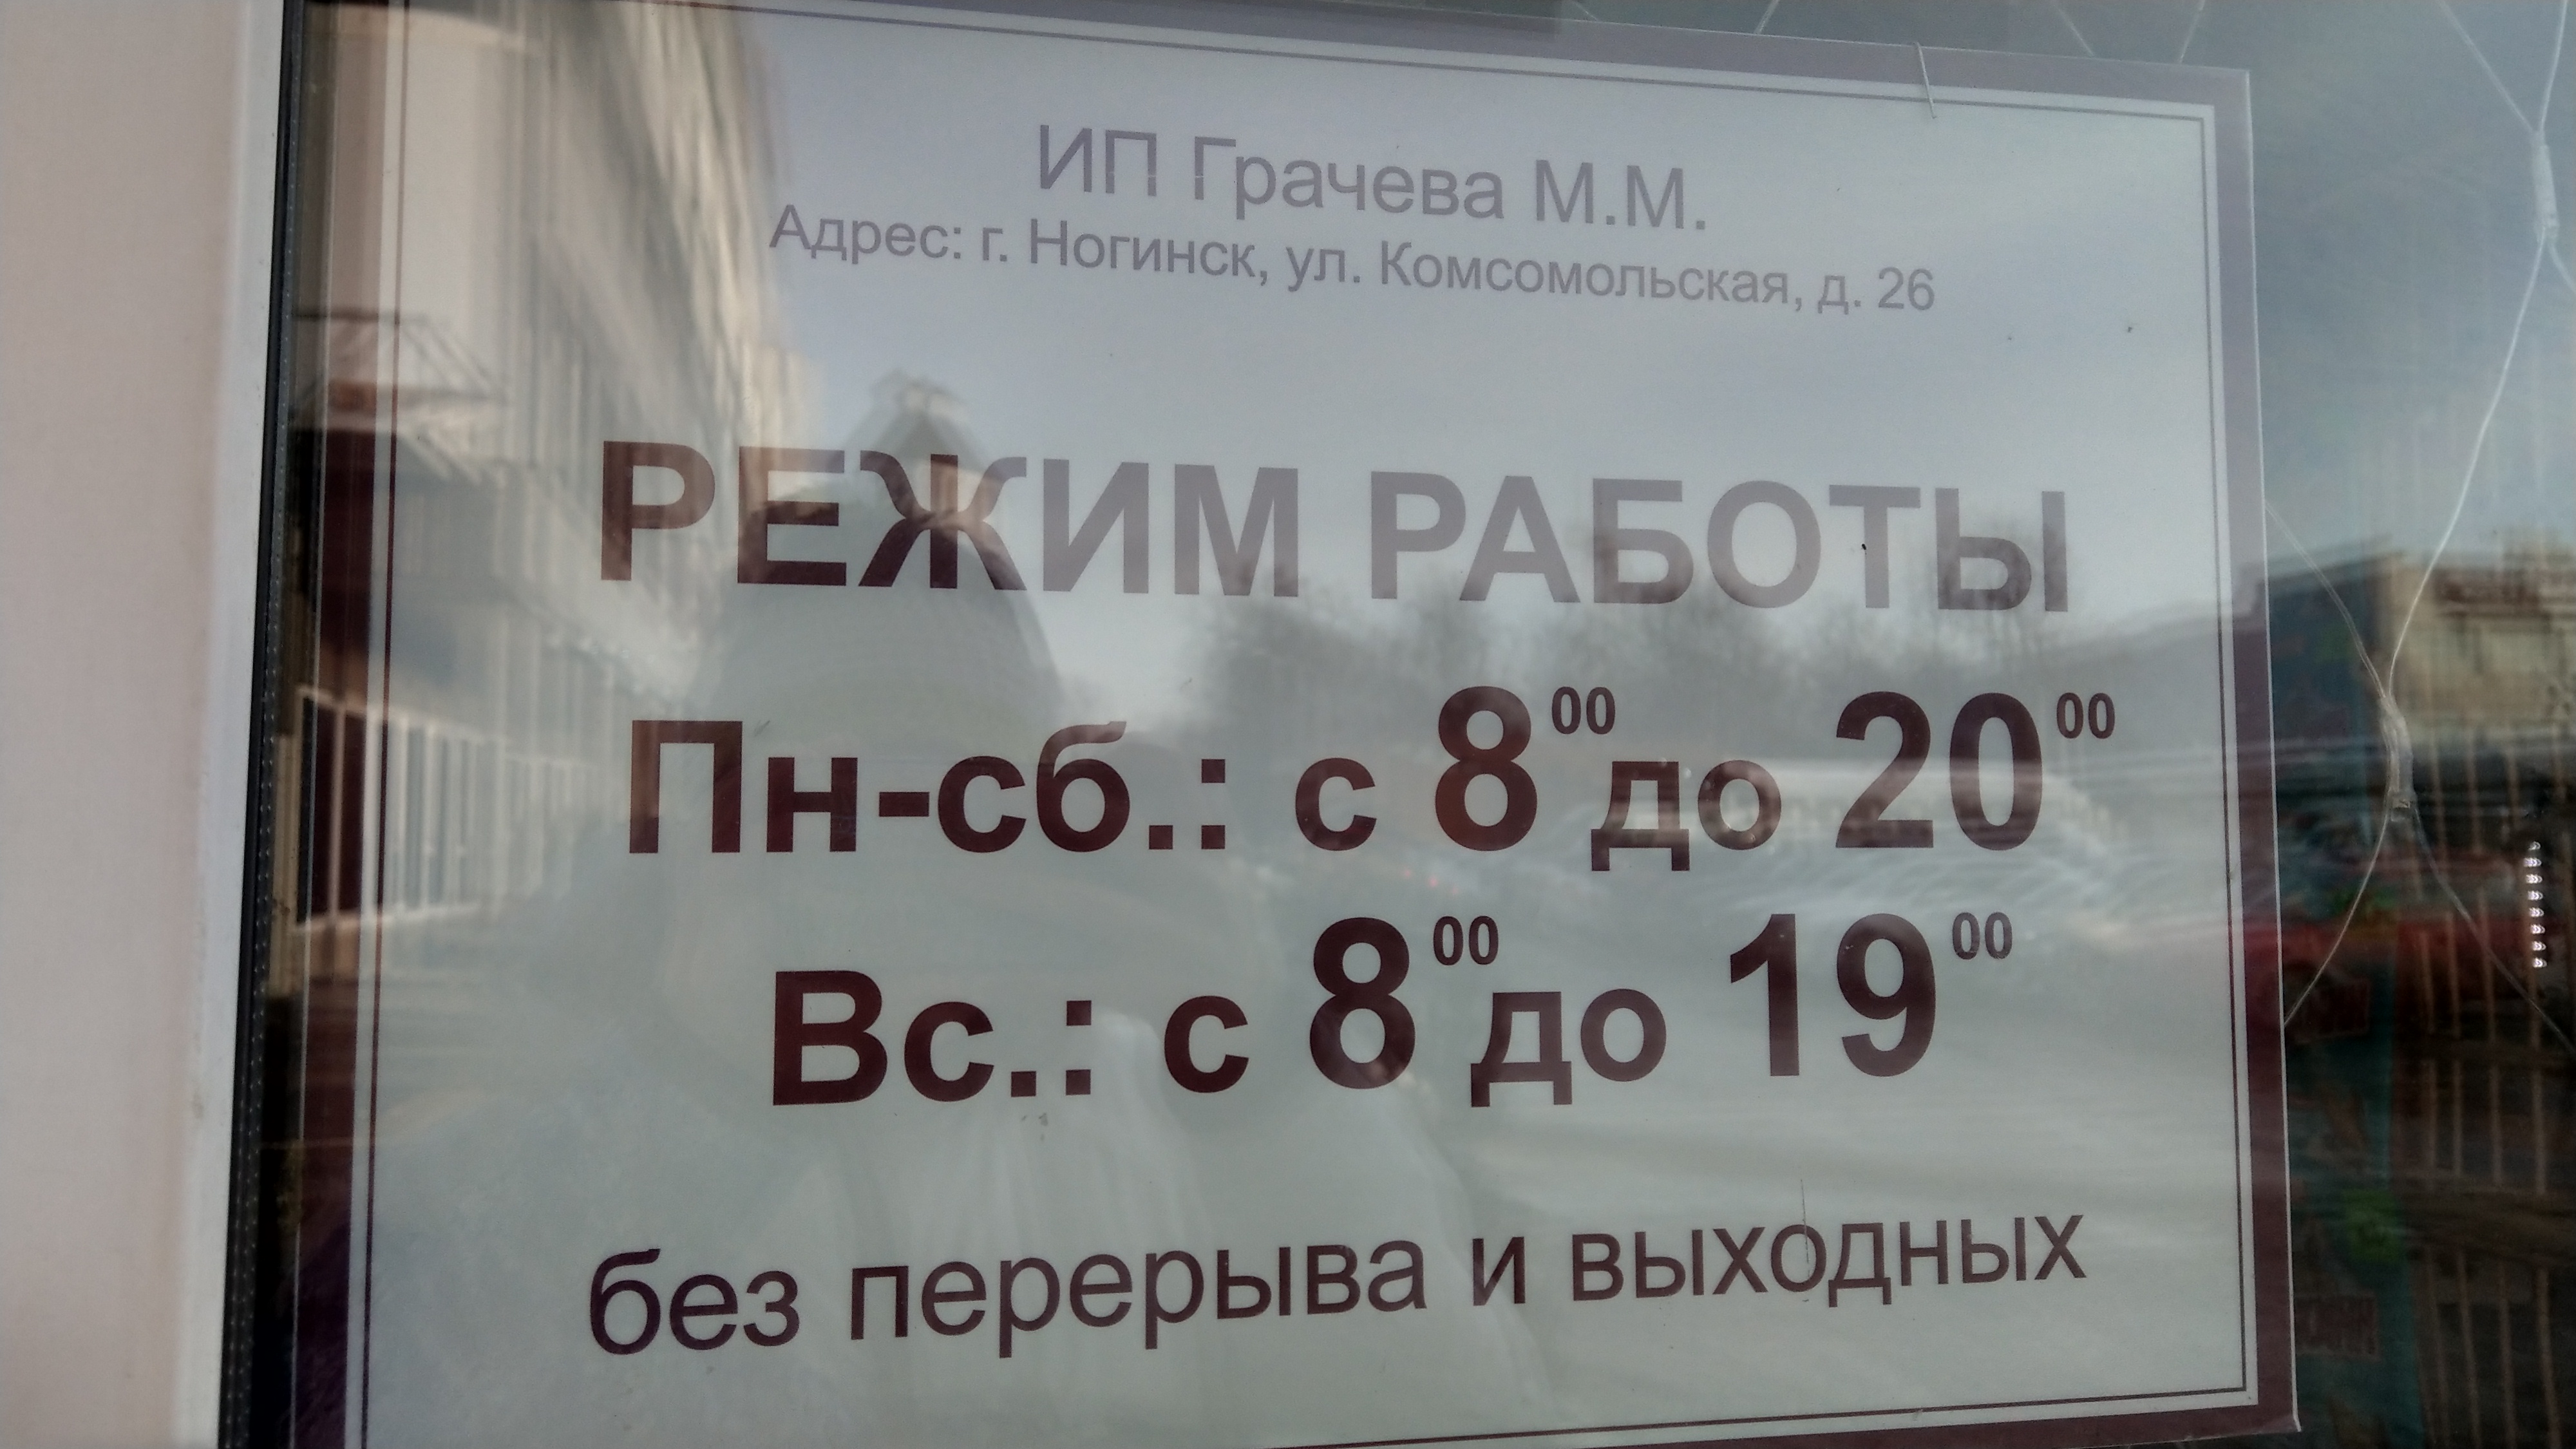 ИП Грачева М.М.
Адрес: г. Ногинск, ул. Комсомольская, д. 26
РЕЖИМ РАБОТЫ
Пн-сб.: с 8⁰⁰ до 20⁰⁰
Вс.: с 8⁰⁰ до 19⁰⁰
без перерыва и выходных